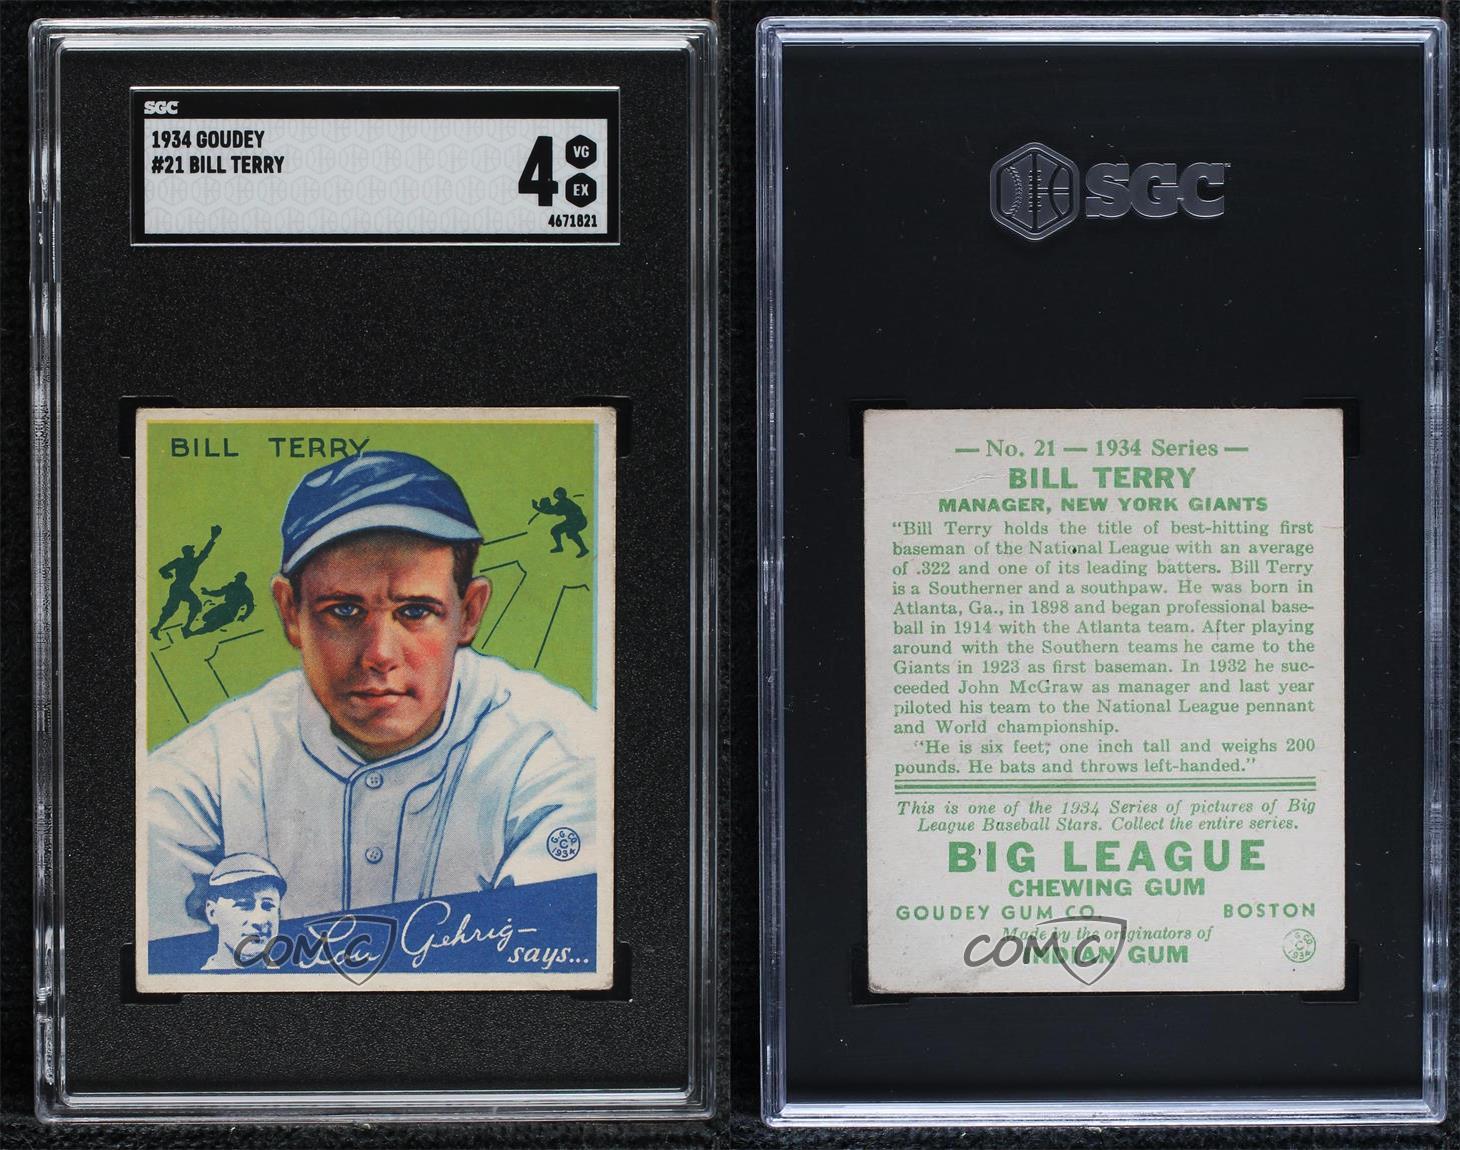 SGC
1934 GOUDEY
#21 BILL TERRY
4
VG
EX
4671821
BILL TERRY
G.G.CO.
C
1934
Lou Gehrig—
says...
COMC
SGC
— No. 21 — 1934 Series —
BILL TERRY
MANAGER, NEW YORK GIANTS
"Bill Terry holds the title of best-hitting first
baseman of the National League with an average
of .322 and one of its leading batters. Bill Terry
is a Southerner and a southpaw. He was born in
Atlanta, Ga., in 1898 and began professional base-
ball in 1914 with the Atlanta team. After playing
around with the Southern teams he came to the
Giants in 1923 as first baseman. In 1932 he suc-
ceeded John McGraw as manager and last year
piloted his team to the National League pennant
and World championship.
"He is six feet, one inch tall and weighs 200
pounds. He bats and throws left-handed."
This is one of the 1934 Series of pictures of Big
League Baseball Stars. Collect the entire series.
BIG LEAGUE
CHEWING GUM
GOUDEY GUM CO. BOSTON
Made by the originators of
INDIAN GUM
G.G.CO.
C
1934
COMC